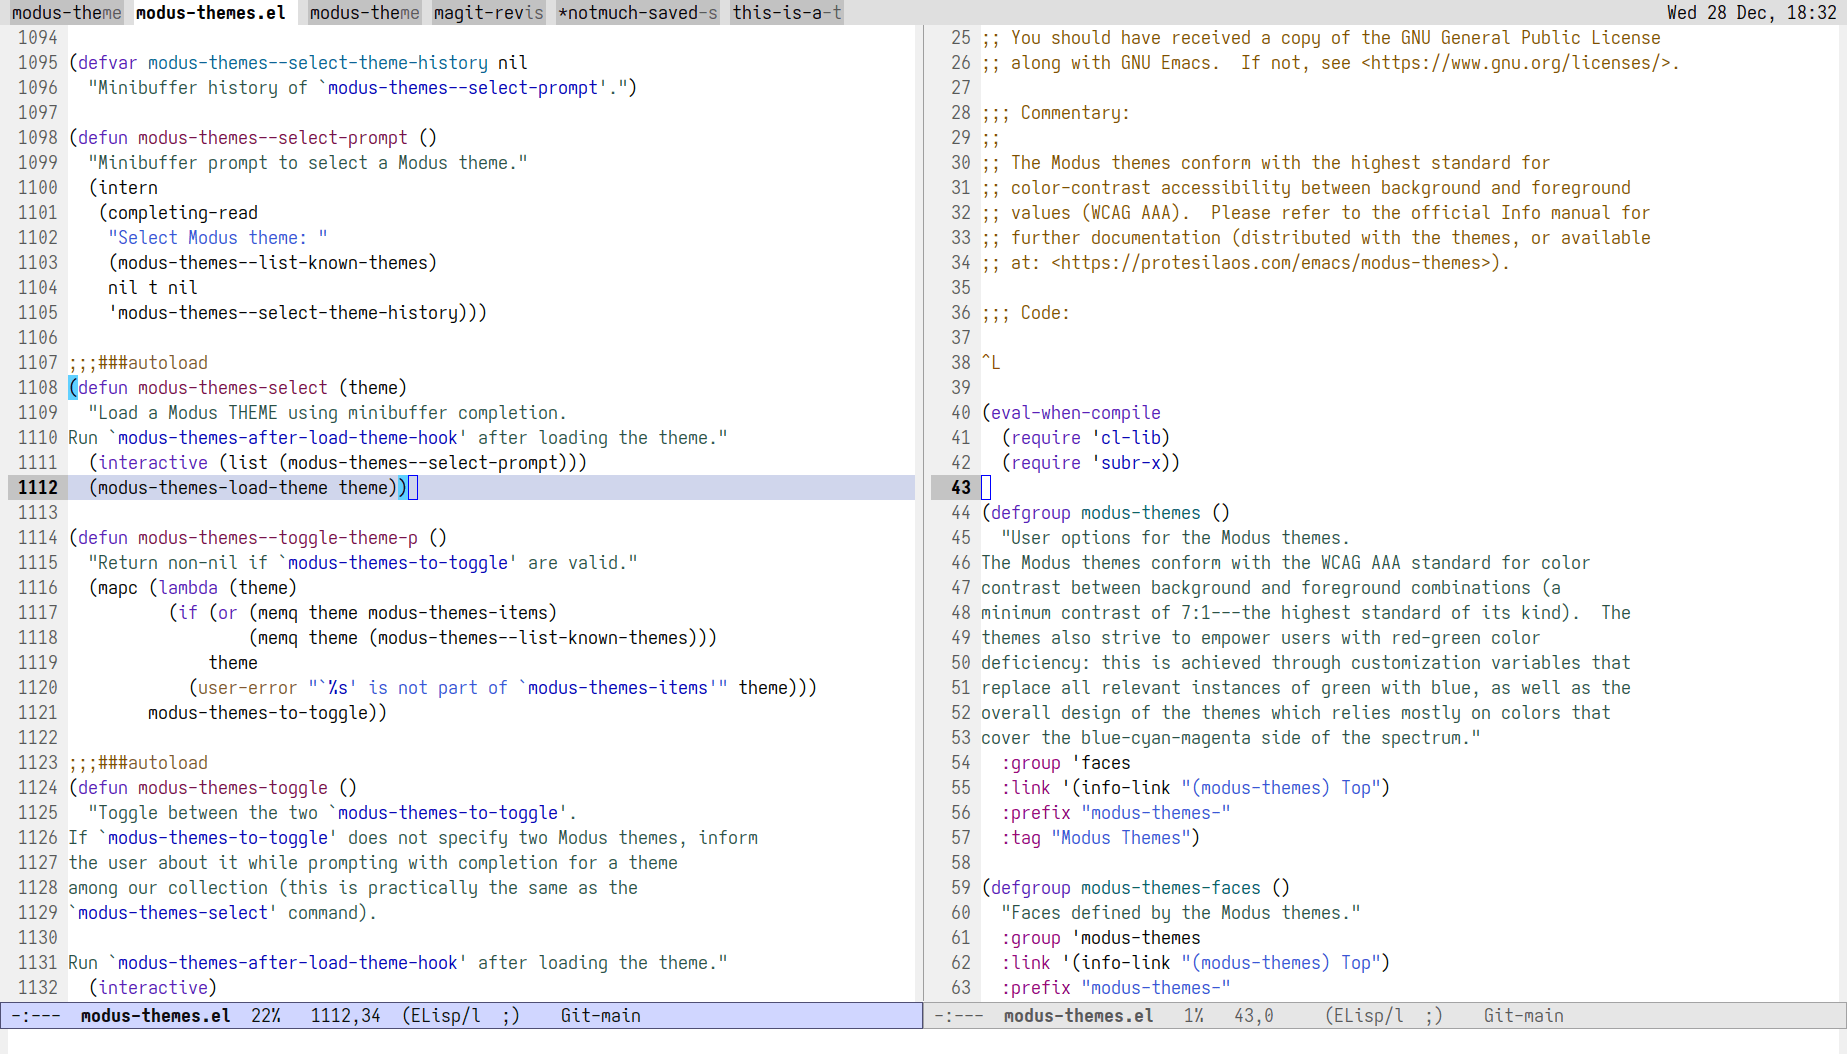 modus-theme modus-themes.el modus-theme magit-revis *notmuch-saved-s this-is-a-t Wed 28 Dec, 18:32
1094
1095 (defvar modus-themes--select-theme-history nil
1096   "Minibuffer history of `modus-themes--select-prompt'.")
1097
1098 (defun modus-themes--select-prompt ()
1099   "Minibuffer prompt to select a Modus theme."
1100   (intern
1101    (completing-read
1102     "Select Modus theme: "
1103     (modus-themes--list-known-themes)
1104     nil t nil
1105     'modus-themes--select-theme-history)))
1106
1107 ;;;###autoload
1108 (defun modus-themes-select (theme)
1109   "Load a Modus THEME using minibuffer completion.
1110 Run `modus-themes-after-load-theme-hook' after loading the theme."
1111   (interactive (list (modus-themes--select-prompt)))
1112   (modus-themes-load-theme theme))
1113
1114 (defun modus-themes--toggle-theme-p ()
1115   "Return non-nil if `modus-themes-to-toggle' are valid."
1116   (mapc (lambda (theme)
1117           (if (or (memq theme modus-themes-items)
1118                   (memq theme (modus-themes--list-known-themes)))
1119               theme
1120             (user-error "`%s' is not part of `modus-themes-items'" theme)))
1121         modus-themes-to-toggle))
1122
1123 ;;;###autoload
1124 (defun modus-themes-toggle ()
1125   "Toggle between the two `modus-themes-to-toggle'.
1126 If `modus-themes-to-toggle' does not specify two Modus themes, inform
1127 the user about it while prompting with completion for a theme
1128 among our collection (this is practically the same as the
1129 `modus-themes-select' command).
1130
1131 Run `modus-themes-after-load-theme-hook' after loading the theme."
1132   (interactive)
-:--- modus-themes.el 22% 1112,34 (ELisp/l ;) Git-main
25 ;; You should have received a copy of the GNU General Public License
26 ;; along with GNU Emacs.  If not, see <https://www.gnu.org/licenses/>.
27
28 ;;; Commentary:
29 ;;
30 ;; The Modus themes conform with the highest standard for
31 ;; color-contrast accessibility between background and foreground
32 ;; values (WCAG AAA).  Please refer to the official Info manual for
33 ;; further documentation (distributed with the themes, or available
34 ;; at: <https://protesilaos.com/emacs/modus-themes>).
35
36 ;;; Code:
37
38 ^L
39
40 (eval-when-compile
41   (require 'cl-lib)
42   (require 'subr-x))
43
44 (defgroup modus-themes ()
45   "User options for the Modus themes.
46 The Modus themes conform with the WCAG AAA standard for color
47 contrast between background and foreground combinations (a
48 minimum contrast of 7:1---the highest standard of its kind).  The
49 themes also strive to empower users with red-green color
50 deficiency: this is achieved through customization variables that
51 replace all relevant instances of green with blue, as well as the
52 overall design of the themes which relies mostly on colors that
53 cover the blue-cyan-magenta side of the spectrum."
54   :group 'faces
55   :link '(info-link "(modus-themes) Top")
56   :prefix "modus-themes-"
57   :tag "Modus Themes")
58
59 (defgroup modus-themes-faces ()
60   "Faces defined by the Modus themes."
61   :group 'modus-themes
62   :link '(info-link "(modus-themes) Top")
63   :prefix "modus-themes-"
-:--- modus-themes.el 1% 43,0 (ELisp/l ;) Git-main